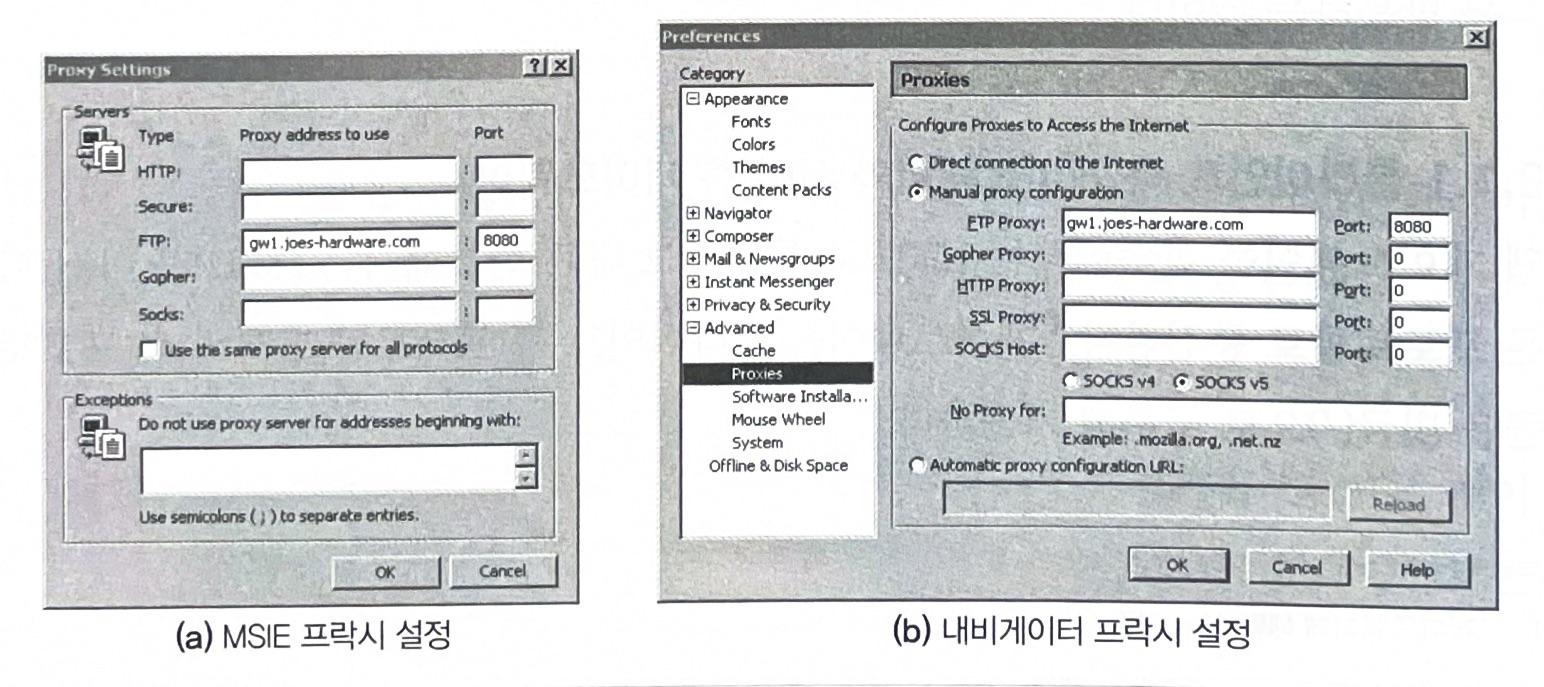 Proxy Settings
Servers
Type Proxy address to use Port
HTTP: :
Secure: :
FTP: gw1.joes-hardware.com : 8080
Gopher: :
Socks: :
Use the same proxy server for all protocols
Exceptions
Do not use proxy server for addresses beginning with:
Use semicolons ( ; ) to separate entries.
OK Cancel
(a) MSIE 프락시 설정
Preferences
Category
Appearance
Fonts
Colors
Themes
Content Packs
Navigator
Composer
Mail & Newsgroups
Instant Messenger
Privacy & Security
Advanced
Cache
Proxies
Software Installa...
Mouse Wheel
System
Offline & Disk Space
Proxies
Configure Proxies to Access the Internet
Direct connection to the Internet
Manual proxy configuration
FTP Proxy: gw1.joes-hardware.com Port: 8080
Gopher Proxy: Port: 0
HTTP Proxy: Port: 0
SSL Proxy: Port: 0
SOCKS Host: Port: 0
SOCKS v4 SOCKS v5
No Proxy for:
Example: .mozilla.org, .net.nz
Automatic proxy configuration URL:
Reload
OK Cancel Help
(b) 내비게이터 프락시 설정